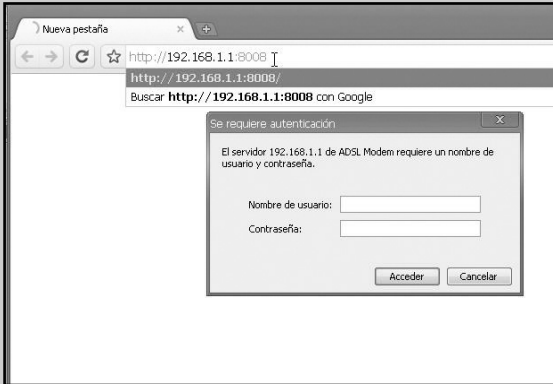 Nueva pestaña
http://192.168.1.1:8008
http://192.168.1.1:8008/
Buscar http://192.168.1.1:8008 con Google
Se requiere autenticación
El servidor 192.168.1.1 de ADSL Modem requiere un nombre de
usuario y contraseña.
Nombre de usuario:
Contraseña:
Acceder Cancelar